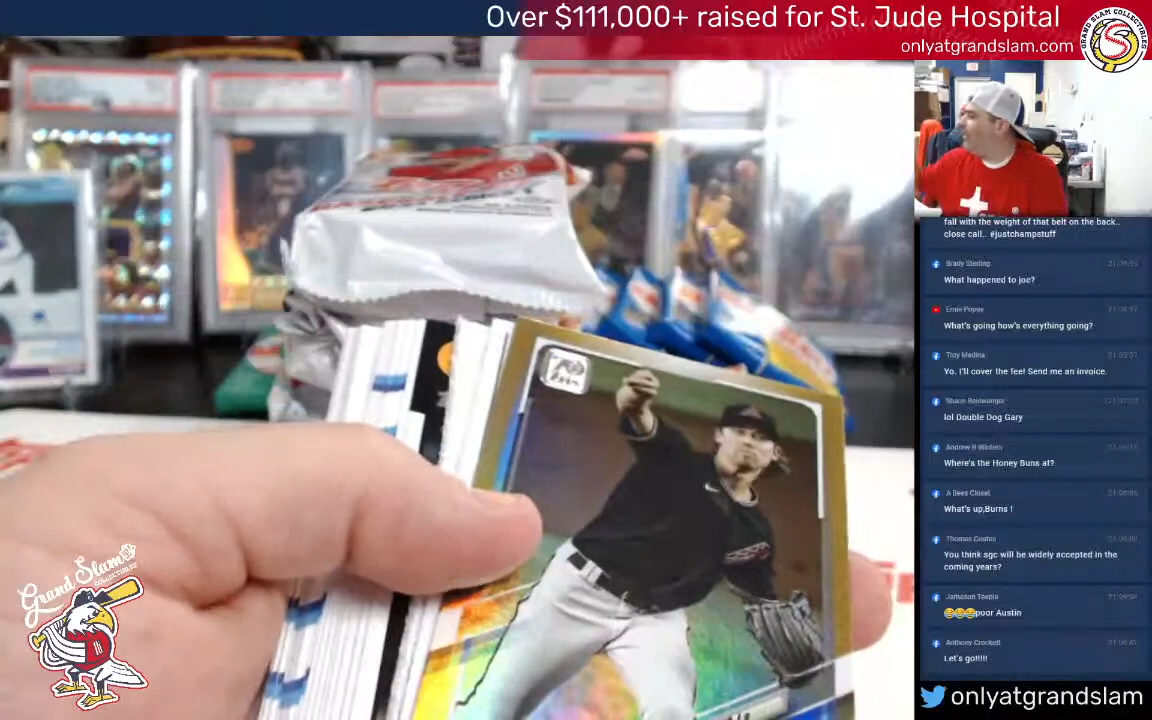 Over $111,000+ raised for St. Jude Hospital
onlyatgrandslam.com
GRAND SLAM COLLECTIBLES
fall with the weight of that belt on the back..
close call.. #justchampstuff
Brady Sterling
What happened to joe?
Ernie Popoy
What's going how's everything going?
Troy Medina
Yo. I'll cover the fee! Send me an invoice.
lol Double Dog Gary
Andrew H Winters
Where's the Honey Buns at?
A Bees Closet
What's up,Burns !
Thomas Coates
You think sgc will be widely accepted in the
coming years?
Jameson Teepls
😂😂😂poor Austin
Anthony Crockett
Let's go!!!!!
Grand Slam
COLLECTIBLES
onlyatgrandslam